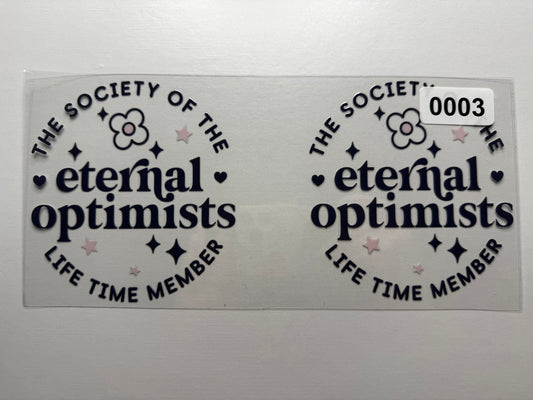 THE SOCIETY OF THE
eternal
optimists
LIFE TIME MEMBER
THE SOCIETY OF THE
eternal
optimists
LIFE TIME MEMBER
0003